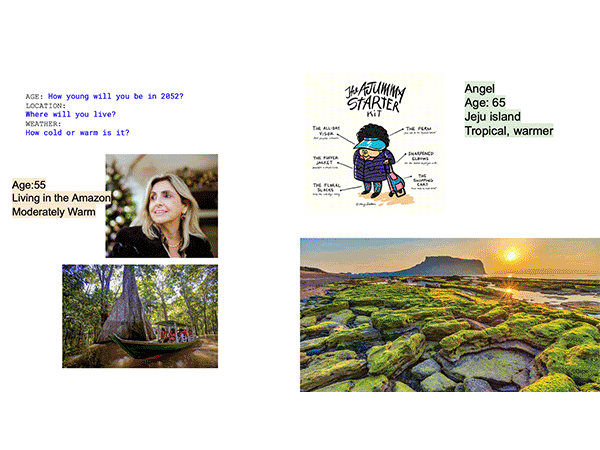 AGE: How young will you be in 2052?
LOCATION:
Where will you live?
WEATHER:
How cold or warm is it?
Age:55
Living in the Amazon
Moderately Warm
THE AJUMMA
STARTER
KIT
THE ALL-DAY
VISOR
THE PERM
THE PUFFER
JACKET
SHARPENED
ELBOWS
THE FLORAL
SLACKS
THE
SHOPPING
CART
Angel
Age: 65
Jeju island
Tropical, warmer